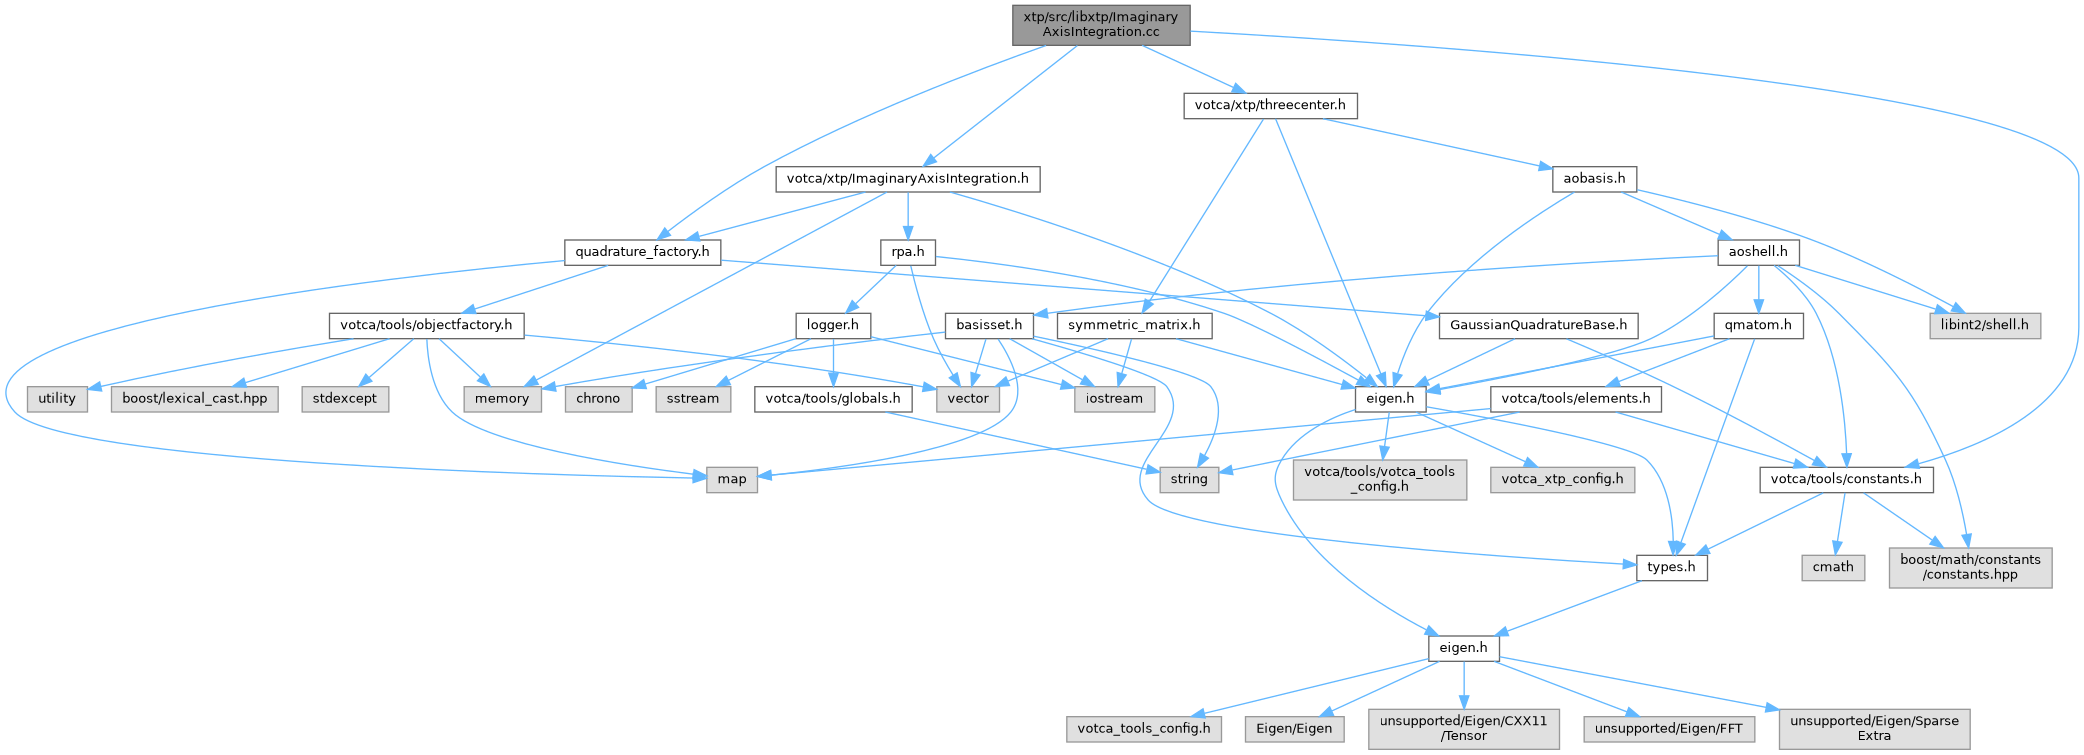 xtp/src/libxtp/Imaginary
AxisIntegration.cc
votca/xtp/threecenter.h
votca/xtp/ImaginaryAxisIntegration.h
aobasis.h
quadrature_factory.h
rpa.h
aoshell.h
votca/tools/objectfactory.h
logger.h
basisset.h
symmetric_matrix.h
GaussianQuadratureBase.h
qmatom.h
libint2/shell.h
utility
boost/lexical_cast.hpp
stdexcept
memory
chrono
sstream
votca/tools/globals.h
vector
iostream
eigen.h
votca/tools/elements.h
map
string
votca/tools/votca_tools
_config.h
votca_xtp_config.h
votca/tools/constants.h
types.h
cmath
boost/math/constants
/constants.hpp
eigen.h
votca_tools_config.h
Eigen/Eigen
unsupported/Eigen/CXX11
/Tensor
unsupported/Eigen/FFT
unsupported/Eigen/Sparse
Extra